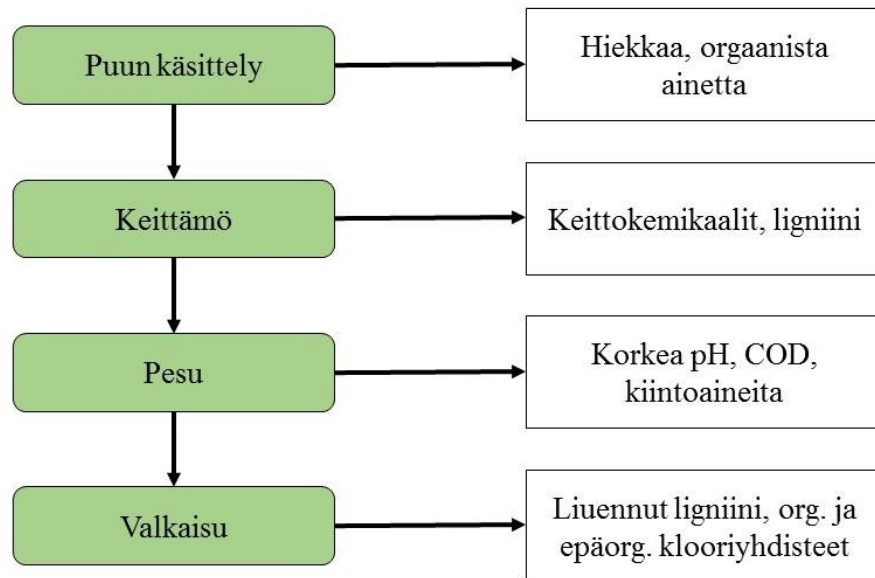 Puun käsittely
Hiekkaa, orgaanista
ainetta
Keittämö
Keittokemikaalit, ligniini
Pesu
Korkea pH, COD,
kiintoaineita
Valkaisu
Liuennut ligniini, org. ja
epäorg. klooriyhdisteet